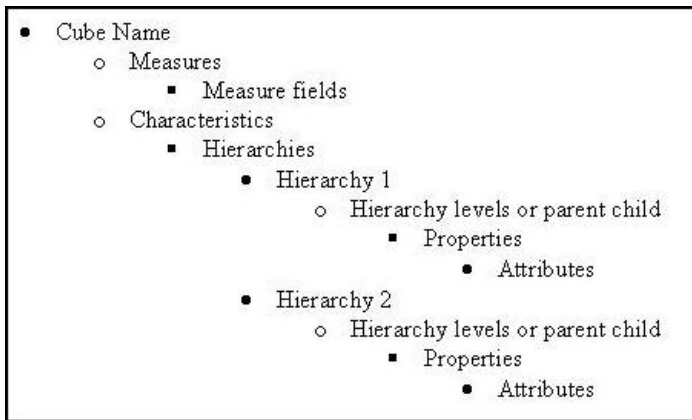 Cube Name
Measures
Measure fields
Characteristics
Hierarchies
Hierarchy 1
Hierarchy levels or parent child
Properties
Attributes
Hierarchy 2
Hierarchy levels or parent child
Properties
Attributes